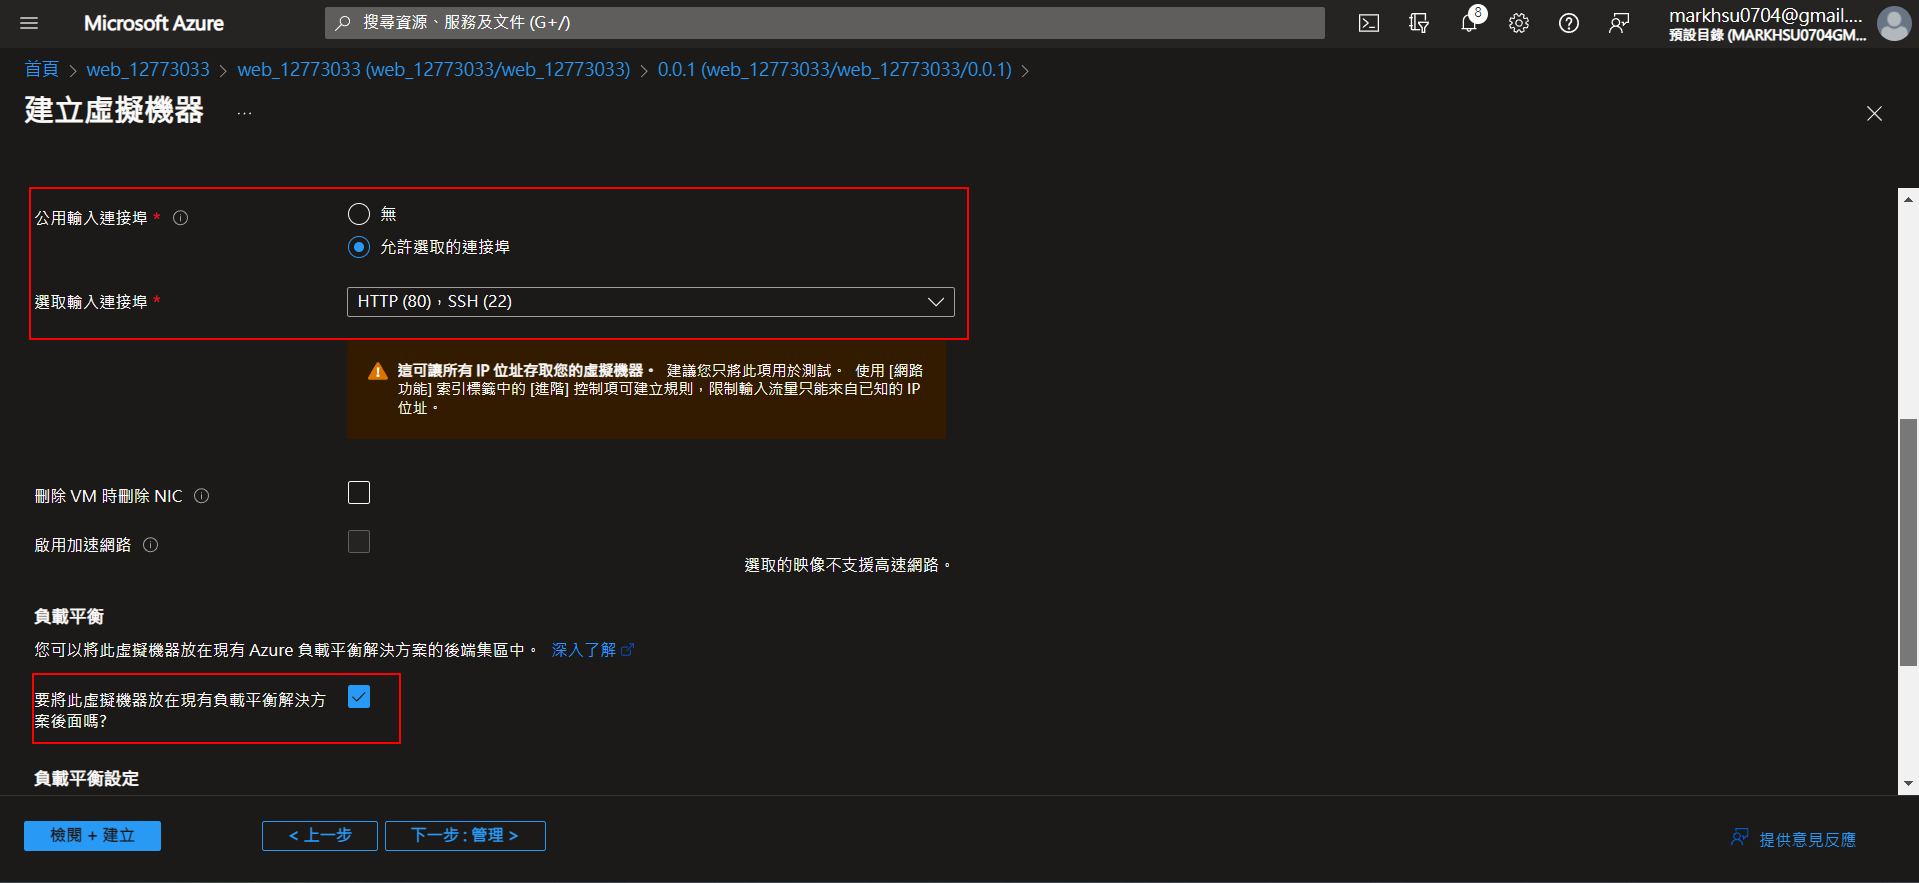 Microsoft Azure
搜尋資源、服務及文件 (G+/)
8
markhsu0704@gmail....
預設目錄 (MARKHSU0704GM...
首頁 > web_12773033 > web_12773033 (web_12773033/web_12773033) > 0.0.1 (web_12773033/web_12773033/0.0.1) >
建立虛擬機器 ...
公用輸入連接埠 *
無
允許選取的連接埠
選取輸入連接埠 *
HTTP (80)，SSH (22)
這可讓所有 IP 位址存取您的虛擬機器。 建議您只將此項用於測試。 使用 [網路
功能] 索引標籤中的 [進階] 控制項可建立規則，限制輸入流量只能來自已知的 IP
位址。
刪除 VM 時刪除 NIC
啟用加速網路
選取的映像不支援高速網路。
負載平衡
您可以將此虛擬機器放在現有 Azure 負載平衡解決方案的後端集區中。 深入了解
要將此虛擬機器放在現有負載平衡解決方
案後面嗎?
負載平衡設定
檢閱 + 建立
< 上一步
下一步 : 管理 >
提供意見反應